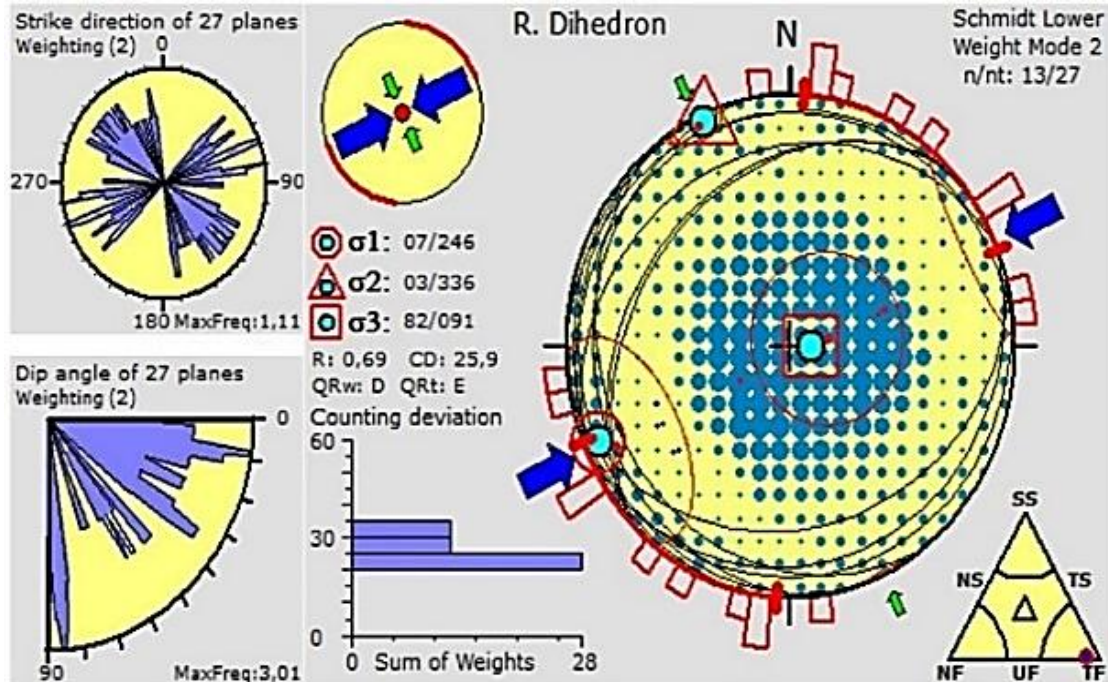 Strike direction of 27 planes
Weighting (2)
0
270
90
180
MaxFreq:1,11
Dip angle of 27 planes
Weighting (2)
0
90
MaxFreq:3,01
σ1: 07/246
σ2: 03/336
σ3: 82/091
R: 0,69 CD: 25,9
QRw: D QRt: E
Counting deviation
60
30
0
0
Sum of Weights
28
R. Dihedron
N
Schmidt Lower
Weight Mode 2
n/nt: 13/27
SS
NS
TS
NF
UF
TF